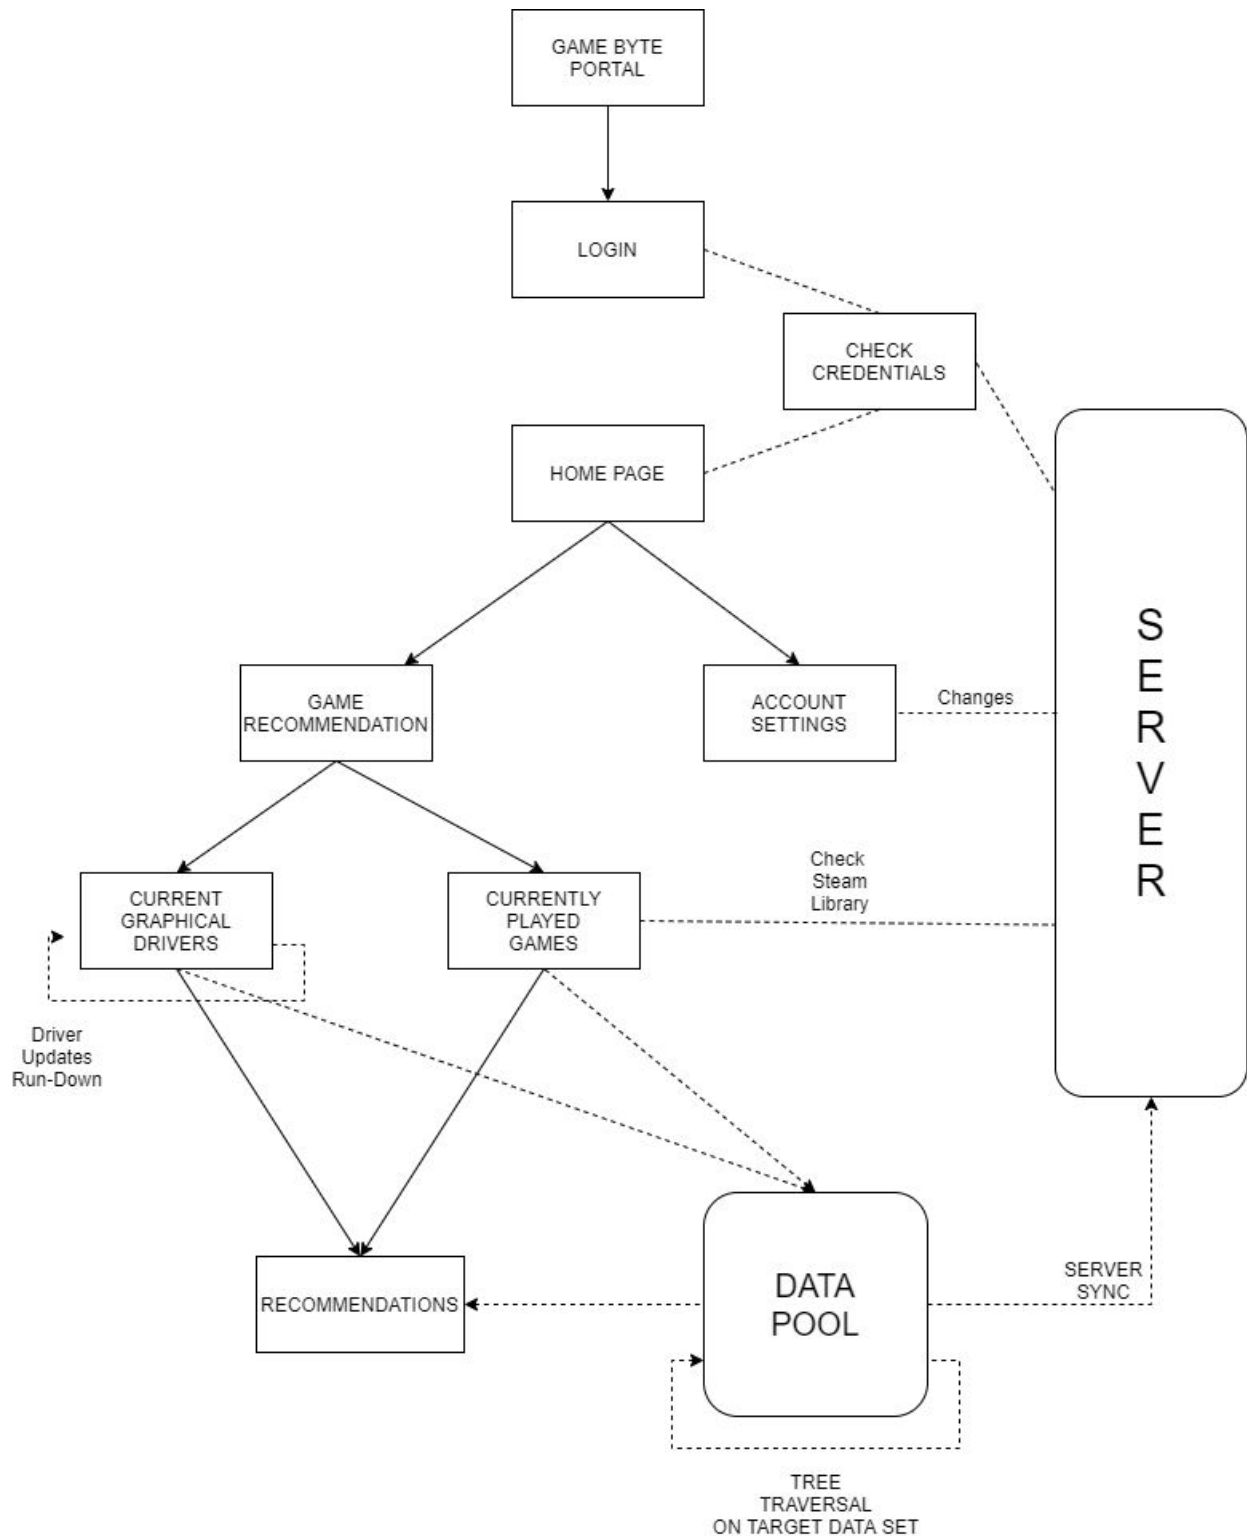 GAME BYTE
PORTAL
LOGIN
CHECK
CREDENTIALS
HOME PAGE
SERVER
GAME
RECOMMENDATION
ACCOUNT
SETTINGS
Changes
Check
Steam
Library
CURRENT
GRAPHICAL
DRIVERS
CURRENTLY
PLAYED
GAMES
Driver
Updates
Run-Down
RECOMMENDATIONS
DATA
POOL
SERVER
SYNC
TREE
TRAVERSAL
ON TARGET DATA SET